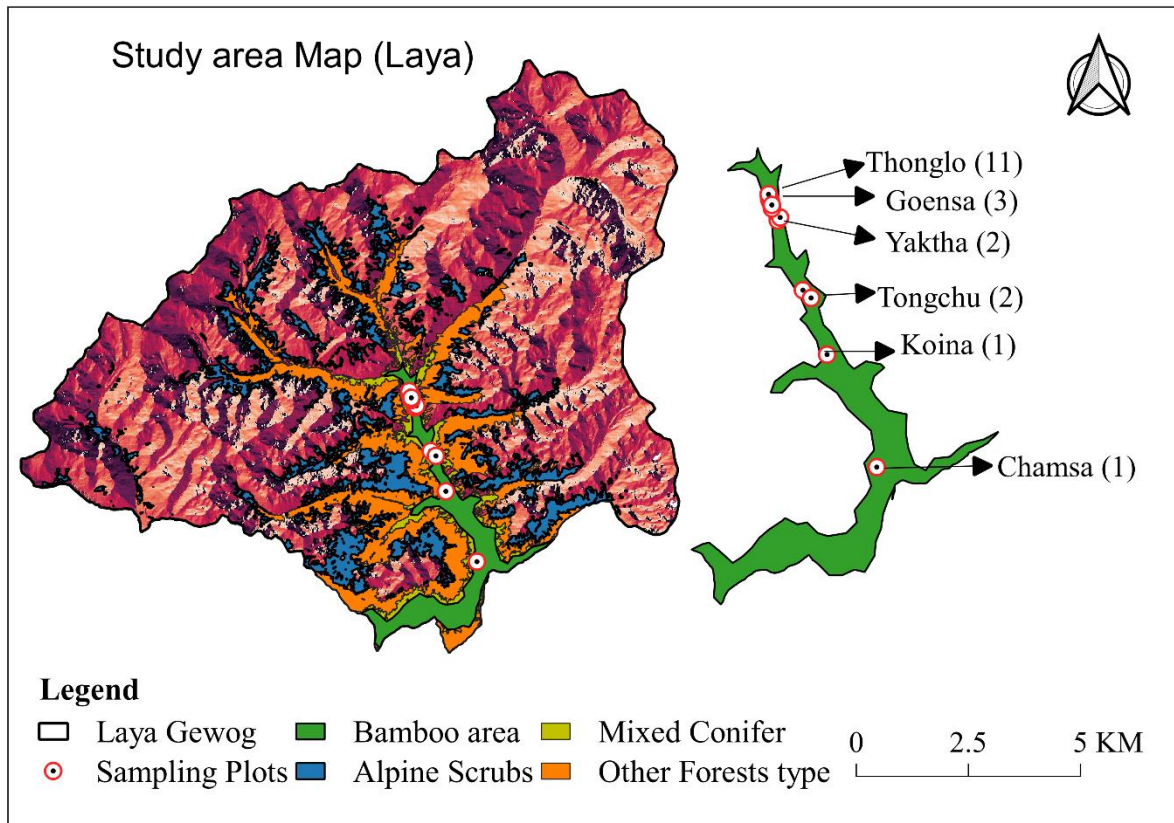 Study area Map (Laya)
Thonglo (11)
Goensa (3)
Yaktha (2)
Tongchu (2)
Koina (1)
Chamsa (1)
Legend
Laya Gewog Bamboo area Mixed Conifer
Sampling Plots Alpine Scrubs Other Forests type
0 2.5 5 KM